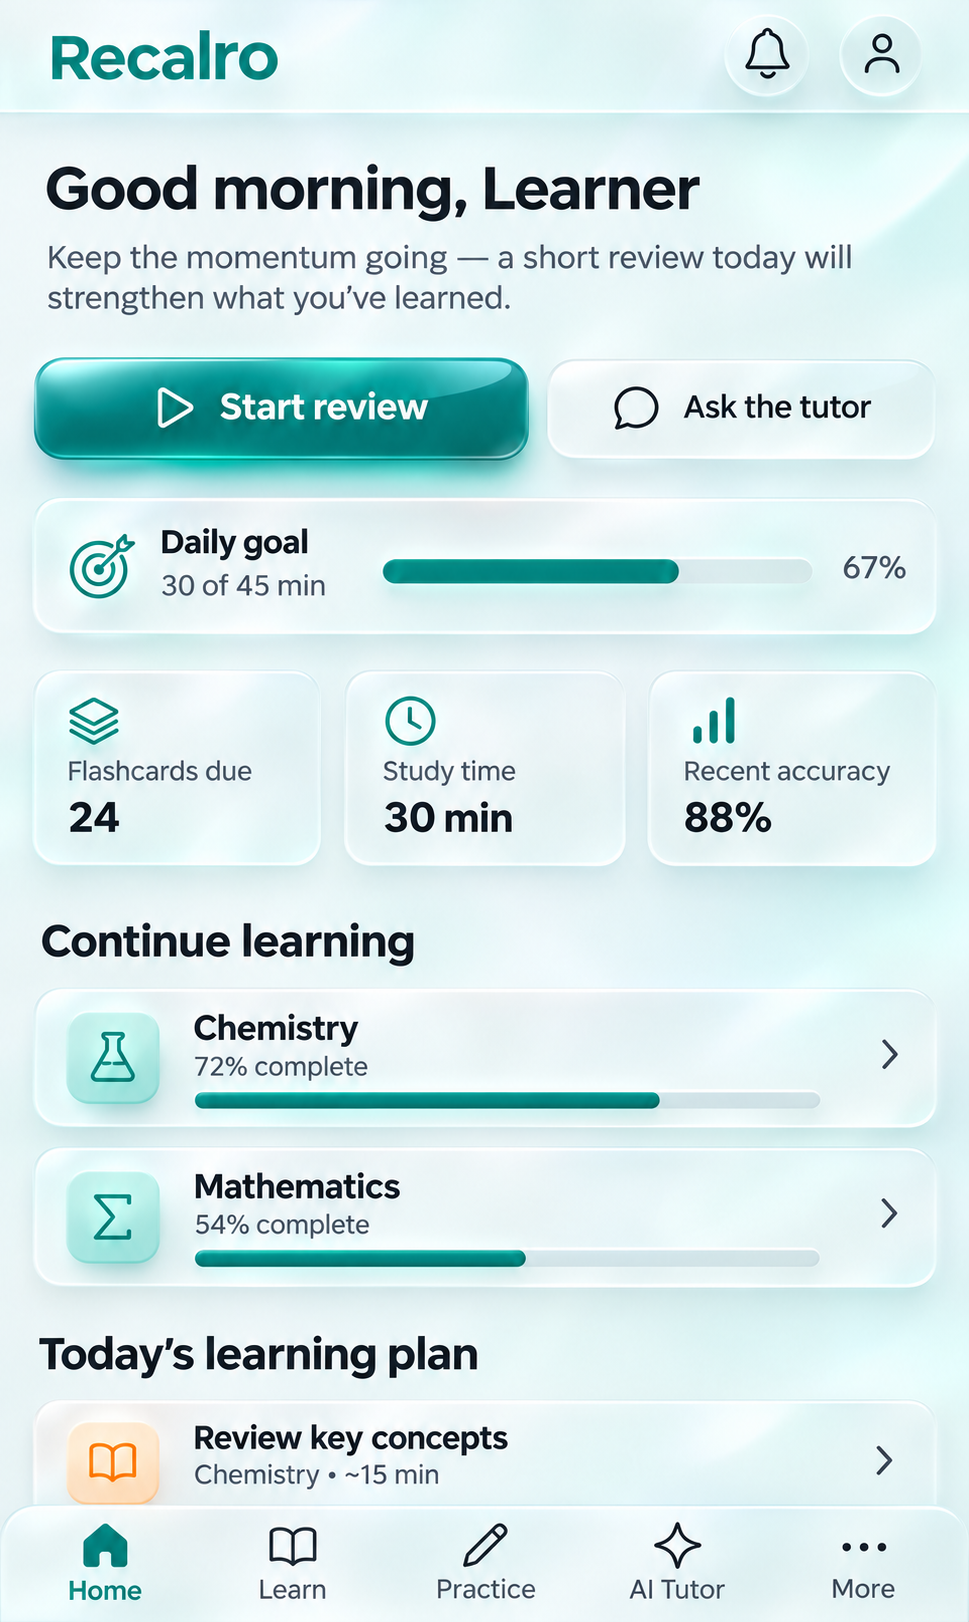 Recalro
Good morning, Learner
Keep the momentum going — a short review today will
strengthen what you’ve learned.
Start review
Ask the tutor
Daily goal
30 of 45 min
67%
Flashcards due
24
Study time
30 min
Recent accuracy
88%
Continue learning
Chemistry
72% complete
Mathematics
54% complete
Today’s learning plan
Review key concepts
Chemistry • ~15 min
Home
Learn
Practice
AI Tutor
More